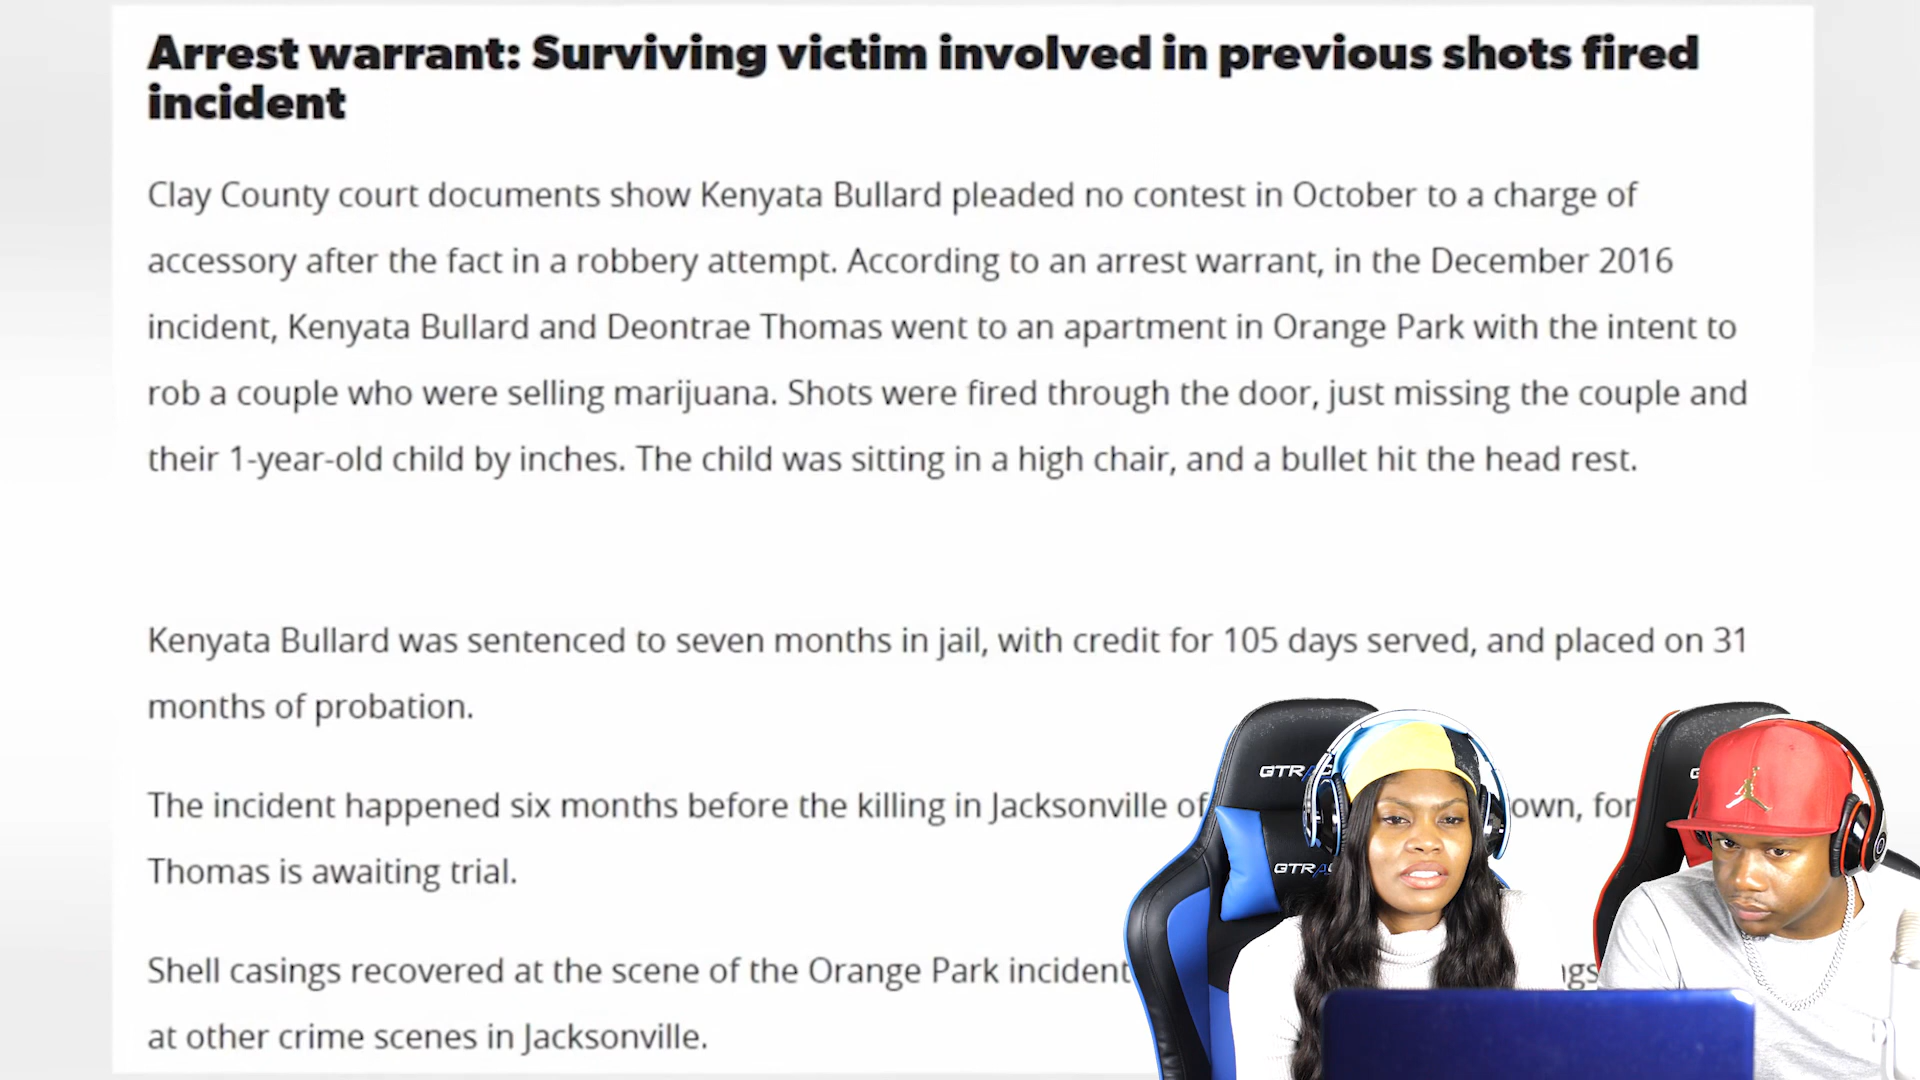 Arrest warrant: Surviving victim involved in previous shots fired
incident
Clay County court documents show Kenyata Bullard pleaded no contest in October to a charge of
accessory after the fact in a robbery attempt. According to an arrest warrant, in the December 2016
incident, Kenyata Bullard and Deontrae Thomas went to an apartment in Orange Park with the intent to
rob a couple who were selling marijuana. Shots were fired through the door, just missing the couple and
their 1-year-old child by inches. The child was sitting in a high chair, and a bullet hit the head rest.
Kenyata Bullard was sentenced to seven months in jail, with credit for 105 days served, and placed on 31
months of probation.
The incident happened six months before the killing in Jacksonville of own, for
Thomas is awaiting trial.
Shell casings recovered at the scene of the Orange Park incident
at other crime scenes in Jacksonville.